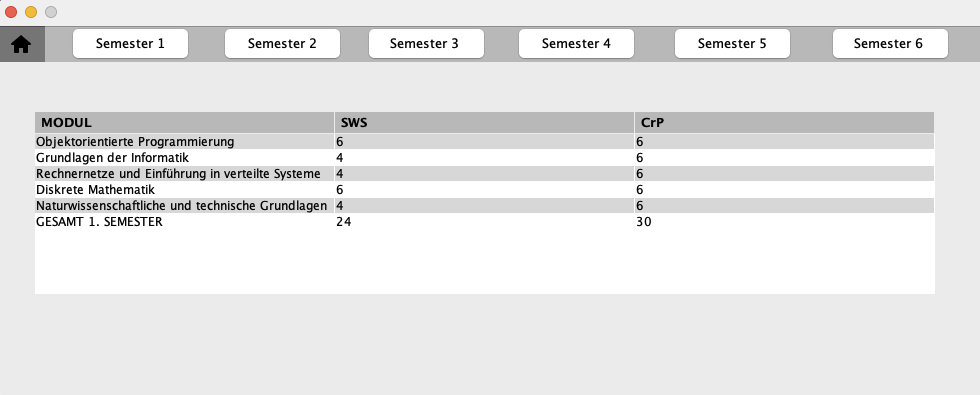 Semester 1 Semester 2 Semester 3 Semester 4 Semester 5 Semester 6
MODUL SWS CrP
Objektorientierte Programmierung 6 6
Grundlagen der Informatik 4 6
Rechnernetze und Einführung in verteilte Systeme 4 6
Diskrete Mathematik 6 6
Naturwissenschaftliche und technische Grundlagen 4 6
GESAMT 1. SEMESTER 24 30